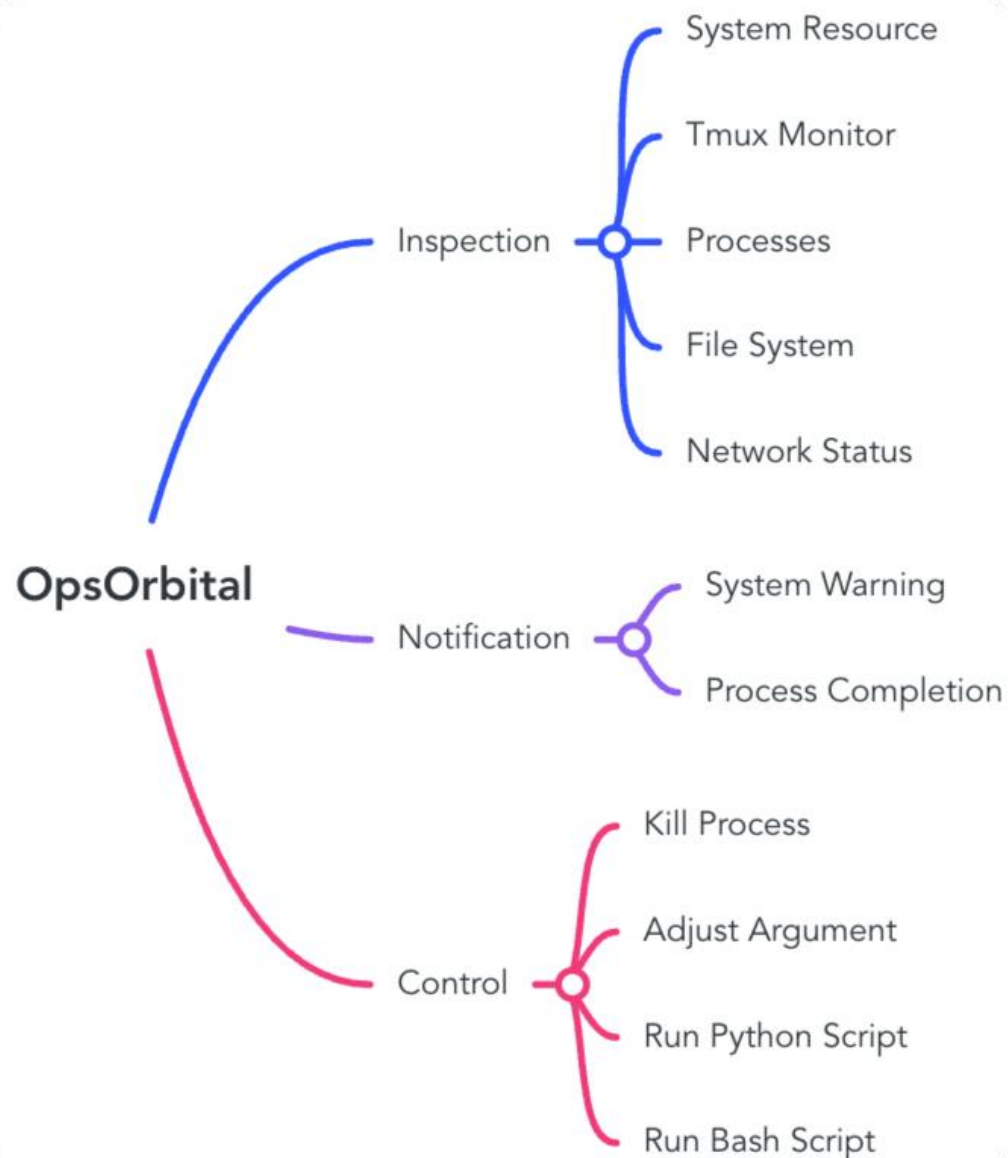 OpsOrbital
Inspection
System Resource
Tmux Monitor
Processes
File System
Network Status
Notification
System Warning
Process Completion
Control
Kill Process
Adjust Argument
Run Python Script
Run Bash Script